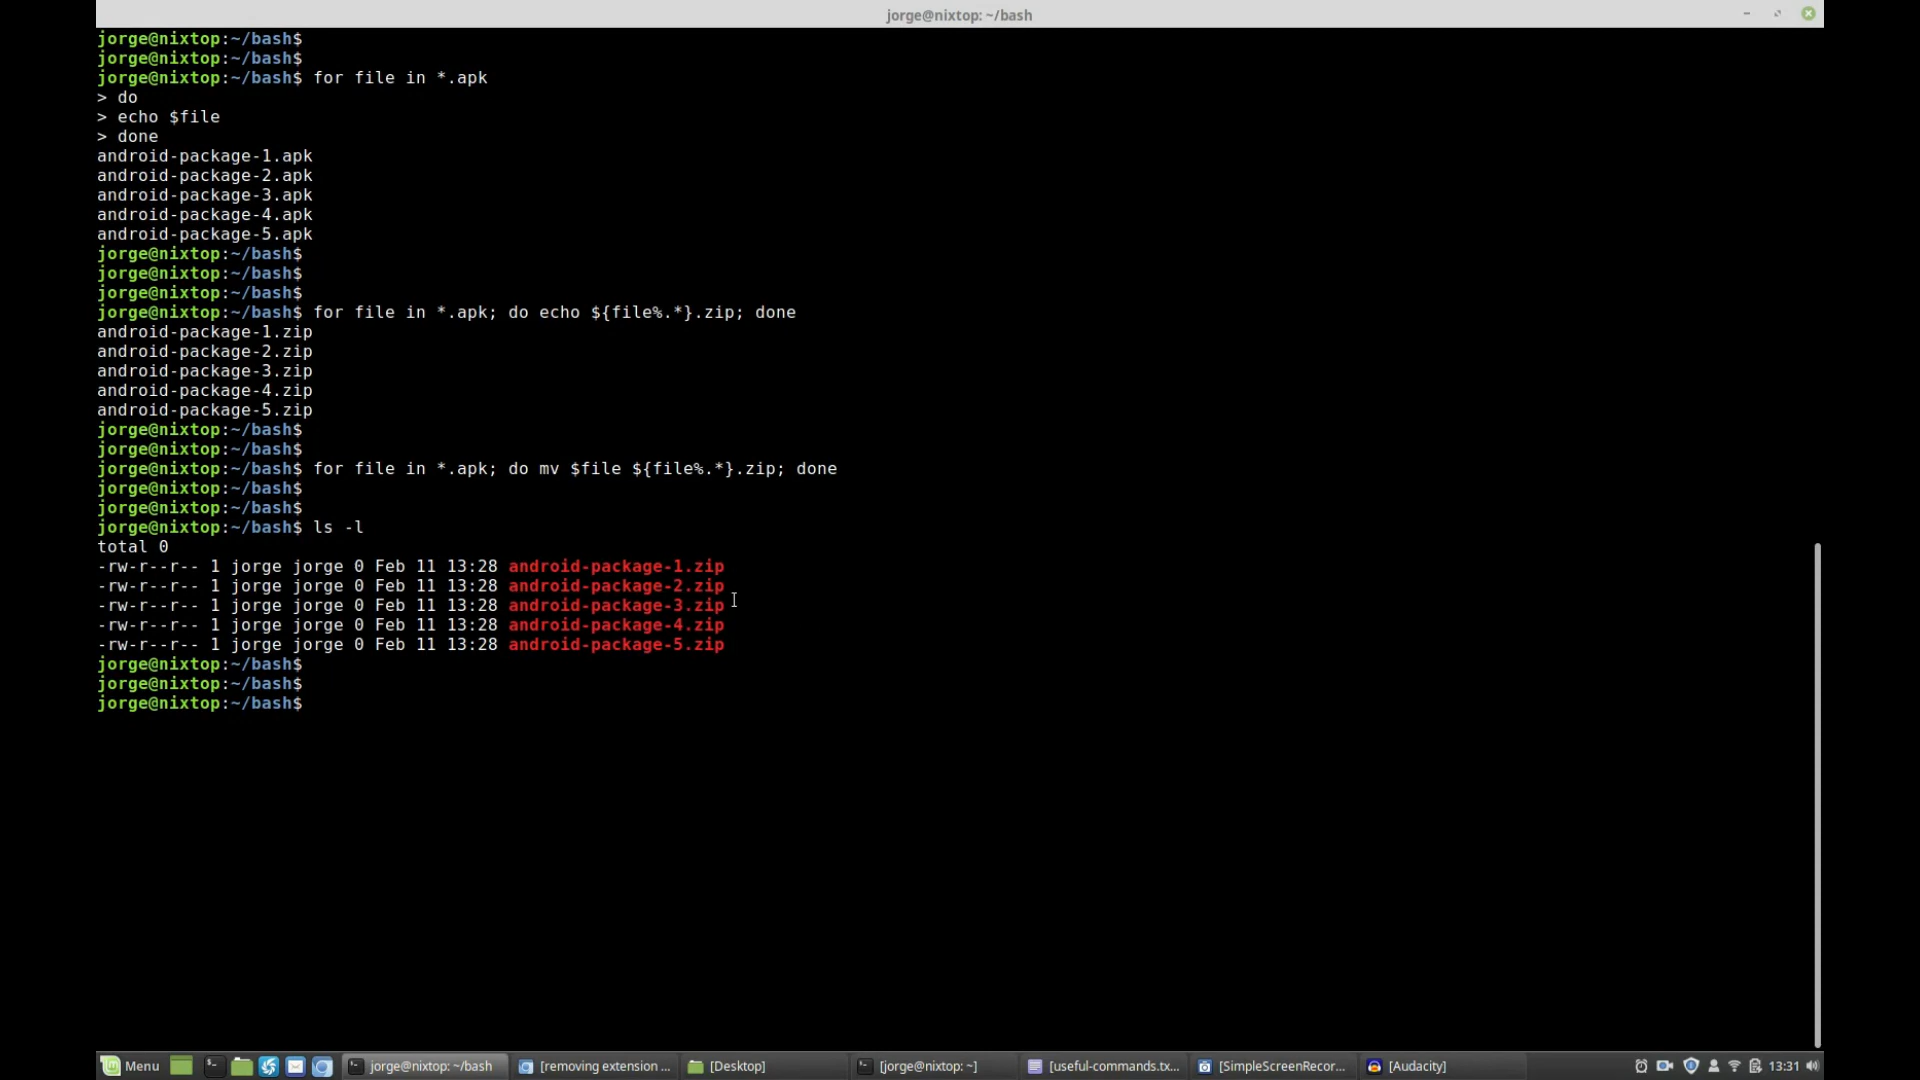 jorge@nixtop: ~/bash
jorge@nixtop:~/bash$
jorge@nixtop:~/bash$
jorge@nixtop:~/bash$ for file in *.apk
> do
> echo $file
> done
android-package-1.apk
android-package-2.apk
android-package-3.apk
android-package-4.apk
android-package-5.apk
jorge@nixtop:~/bash$
jorge@nixtop:~/bash$
jorge@nixtop:~/bash$
jorge@nixtop:~/bash$ for file in *.apk; do echo ${file%.*}.zip; done
android-package-1.zip
android-package-2.zip
android-package-3.zip
android-package-4.zip
android-package-5.zip
jorge@nixtop:~/bash$
jorge@nixtop:~/bash$
jorge@nixtop:~/bash$ for file in *.apk; do mv $file ${file%.*}.zip; done
jorge@nixtop:~/bash$
jorge@nixtop:~/bash$
jorge@nixtop:~/bash$ ls -l
total 0
-rw-r--r-- 1 jorge jorge 0 Feb 11 13:28 android-package-1.zip
-rw-r--r-- 1 jorge jorge 0 Feb 11 13:28 android-package-2.zip
-rw-r--r-- 1 jorge jorge 0 Feb 11 13:28 android-package-3.zip
-rw-r--r-- 1 jorge jorge 0 Feb 11 13:28 android-package-4.zip
-rw-r--r-- 1 jorge jorge 0 Feb 11 13:28 android-package-5.zip
jorge@nixtop:~/bash$
jorge@nixtop:~/bash$
jorge@nixtop:~/bash$
Menu jorge@nixtop: ~/bash [removing extension ... [Desktop] [jorge@nixtop: ~] [useful-commands.tx... [SimpleScreenRecor... [Audacity] 13:31